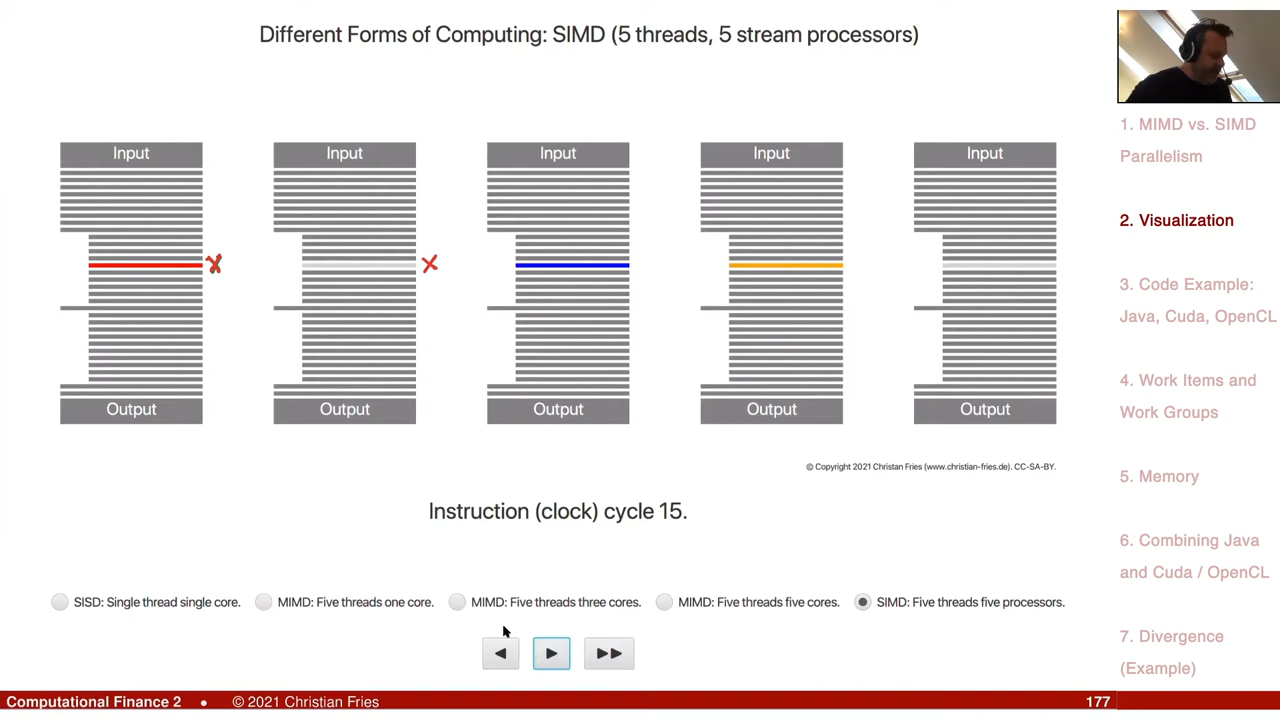 Different Forms of Computing: SIMD (5 threads, 5 stream processors)
Input Input Input Input Input
Output Output Output Output Output
© Copyright 2021 Christan Fries (www.christian-fries.de). CC-SA-BY.
Instruction (clock) cycle 15.
SISD: Single thread single core. MIMD: Five threads one core. MIMD: Five threads three cores. MIMD: Five threads five cores. SIMD: Five threads five processors.
1. MIMD vs. SIMD
Parallelism
2. Visualization
3. Code Example:
Java, Cuda, OpenCL
4. Work Items and
Work Groups
5. Memory
6. Combining Java
and Cuda / OpenCL
7. Divergence
(Example)
Computational Finance 2 • © 2021 Christian Fries 177